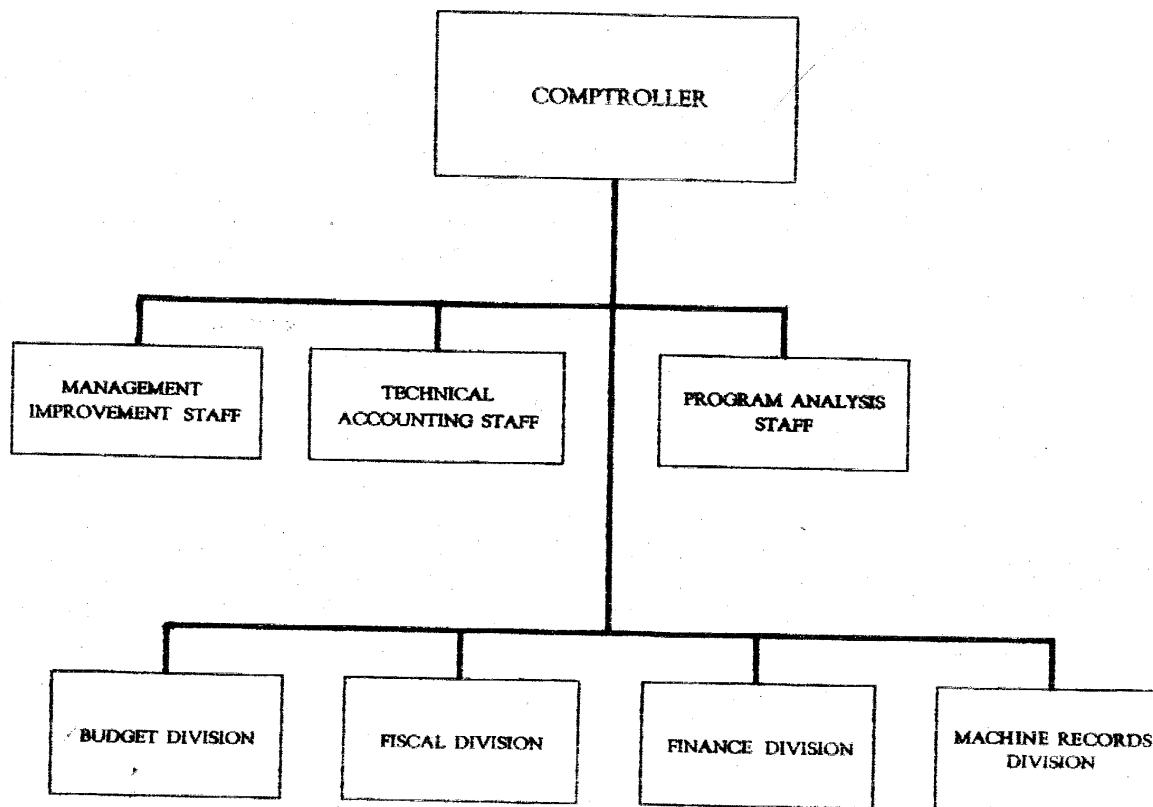 COMPTROLLER
MANAGEMENT
IMPROVEMENT STAFF
TECHNICAL
ACCOUNTING STAFF
PROGRAM ANALYSIS
STAFF
BUDGET DIVISION
FISCAL DIVISION
FINANCE DIVISION
MACHINE RECORDS
DIVISION